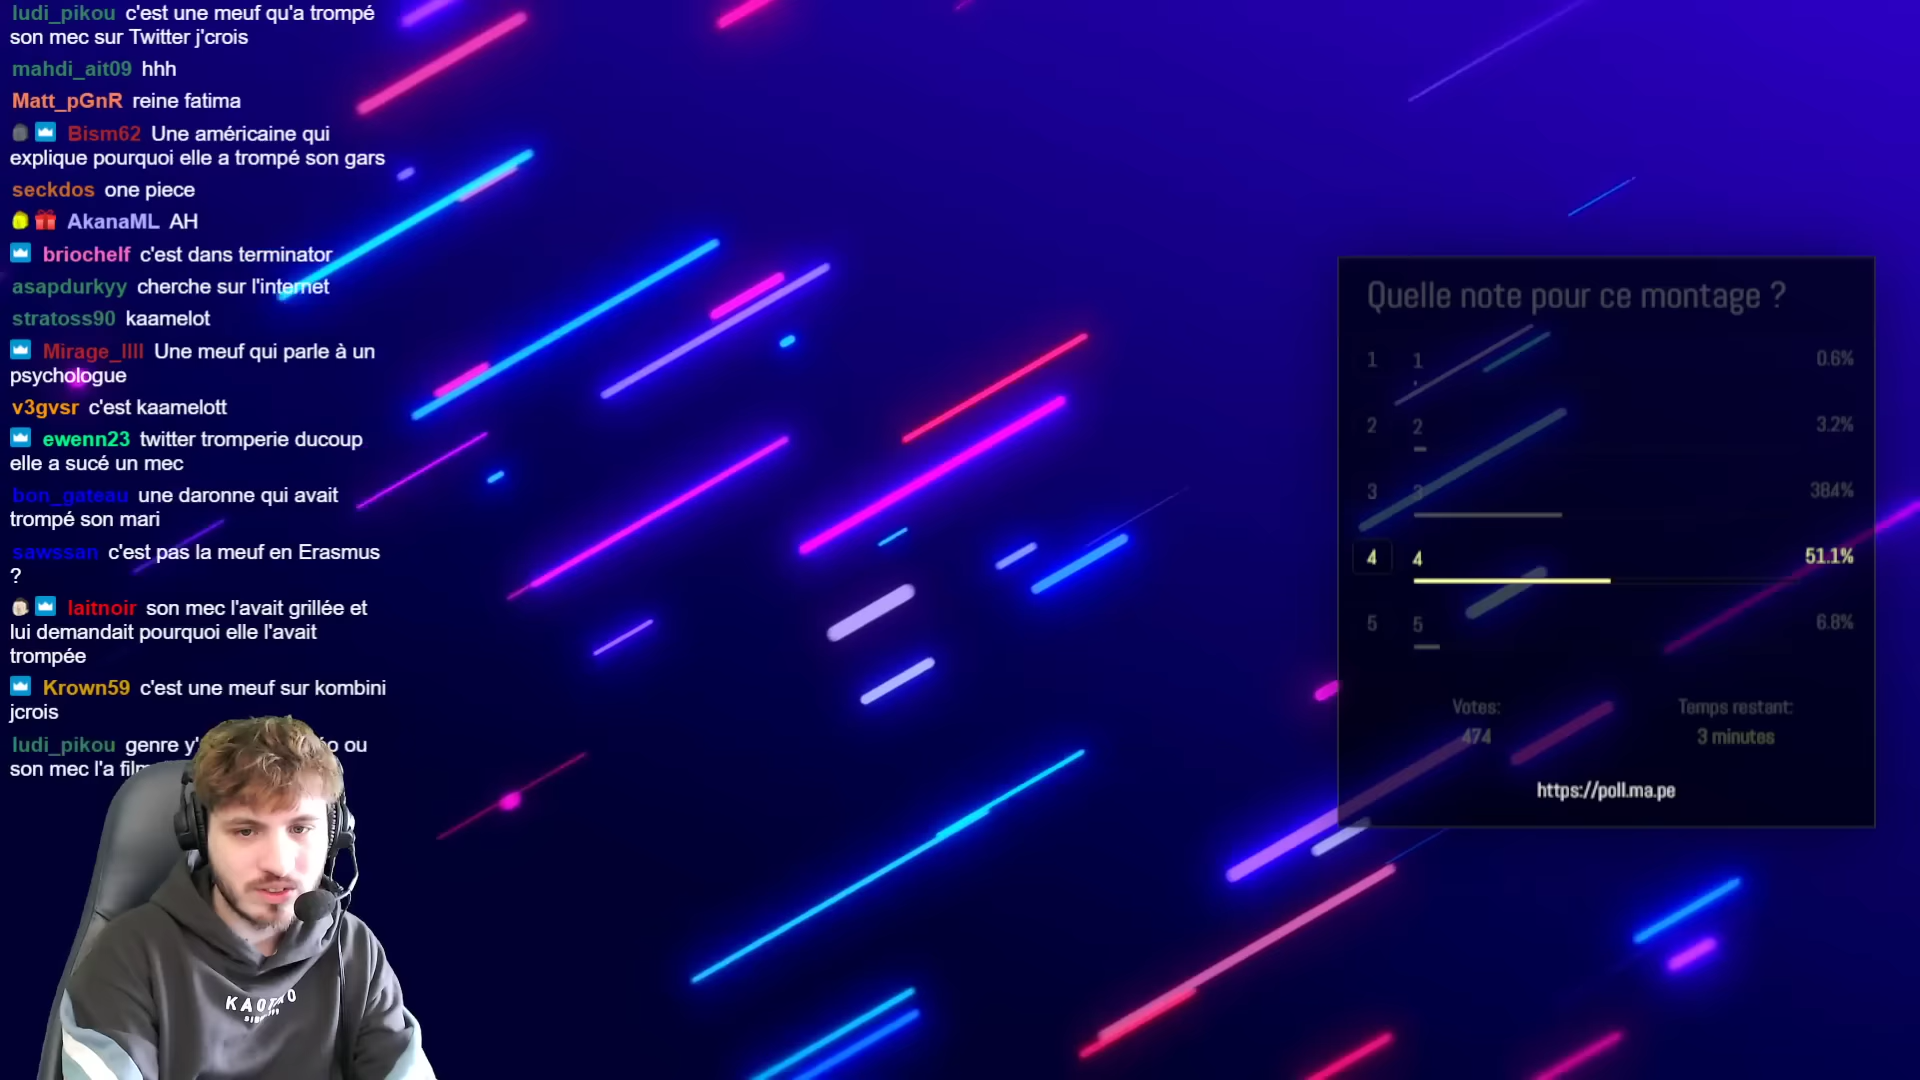 ludi_pikou c'est une meuf qu'a trompé
son mec sur Twitter j'crois
mahdi_ait09 hhh
Matt_pGnR reine fatima
Bism62 Une américaine qui
explique pourquoi elle a trompé son gars
seckdos one piece
AkanaML AH
briochelf c'est dans terminator
asapdurkyy cherche sur l'internet
stratoss90 kaamelot
Mirage_llll Une meuf qui parle à un
psychologue
v3gvsr c'est kaamelott
ewenn23 twitter tromperie ducoup
elle a sucé un mec
bon_gateau une daronne qui avait
trompé son mari
sawssan c'est pas la meuf en Erasmus
?
laitnoir son mec l'avait grillée et
lui demandait pourquoi elle l'avait
trompée
Krown59 c'est une meuf sur kombini
jcrois
ludi_pikou genre ou
son mec l'a
Quelle note pour ce montage ?
1 1 0.6%
2 2 3.2%
3 3 38.4%
4 4 51.1%
5 5 6.8%
Votes: Temps restant:
474 3 minutes
https://poll.ma.pe